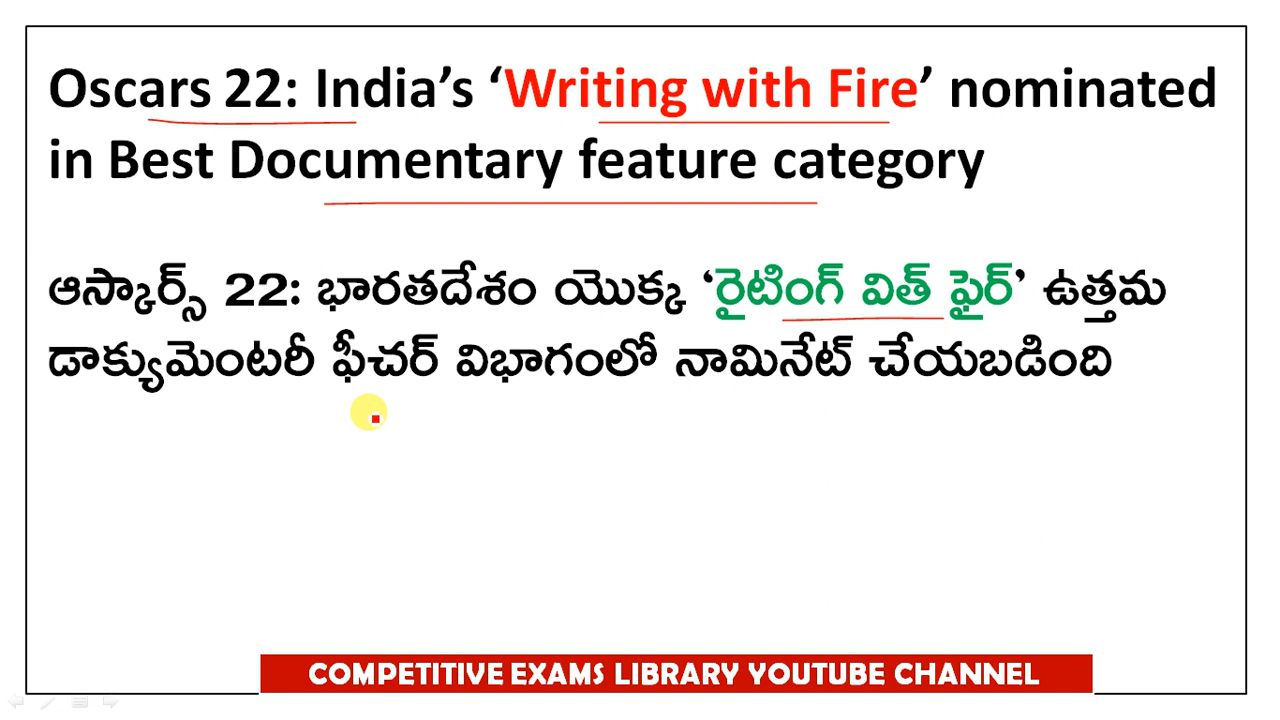 Oscars 22: India’s ‘Writing with Fire’ nominated
in Best Documentary feature category
ఆస్కార్స్ 22: భారతదేశం యొక్క ‘రైటింగ్ విత్ ఫైర్’ ఉత్తమ
డాక్యుమెంటరీ ఫీచర్ విభాగంలో నామినేట్ చేయబడింది
COMPETITIVE EXAMS LIBRARY YOUTUBE CHANNEL